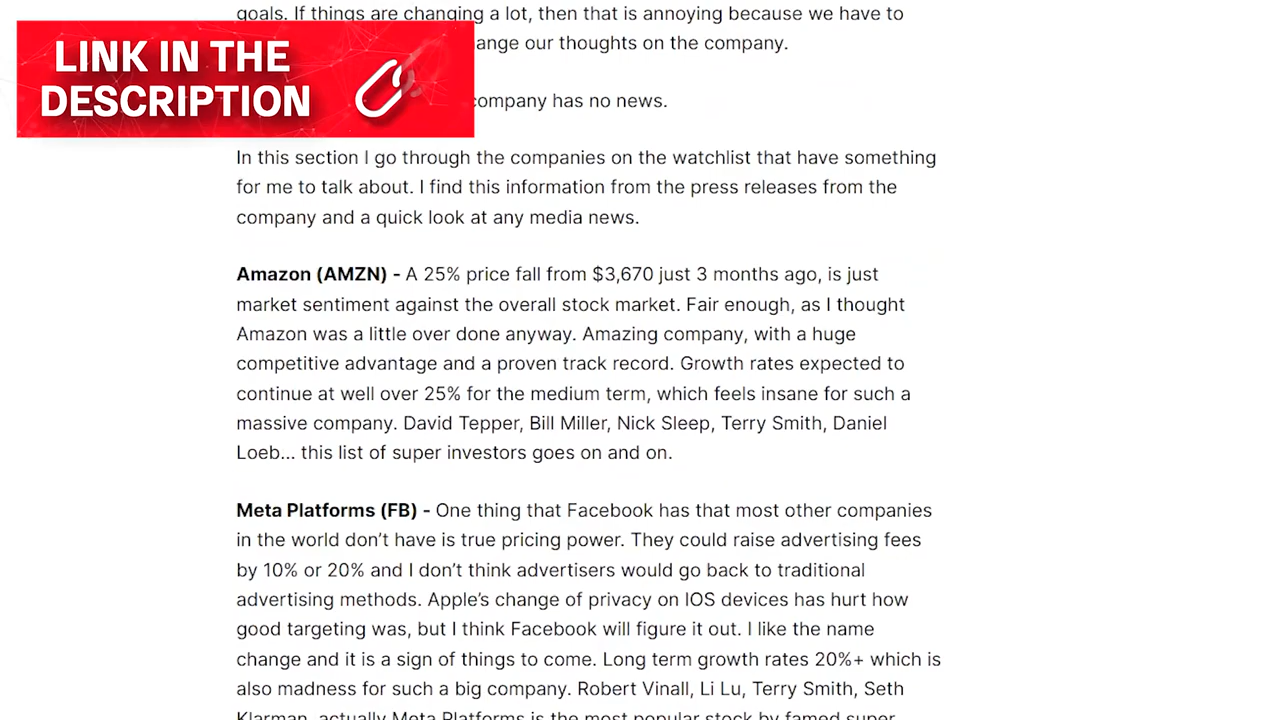 goals. If things are changing a lot, then that is annoying because we have to
LINK IN THE
DESCRIPTION
ange our thoughts on the company.
company has no news.
In this section I go through the companies on the watchlist that have something
for me to talk about. I find this information from the press releases from the
company and a quick look at any media news.
Amazon (AMZN) - A 25% price fall from $3,670 just 3 months ago, is just
market sentiment against the overall stock market. Fair enough, as I thought
Amazon was a little over done anyway. Amazing company, with a huge
competitive advantage and a proven track record. Growth rates expected to
continue at well over 25% for the medium term, which feels insane for such a
massive company. David Tepper, Bill Miller, Nick Sleep, Terry Smith, Daniel
Loeb... this list of super investors goes on and on.
Meta Platforms (FB) - One thing that Facebook has that most other companies
in the world don't have is true pricing power. They could raise advertising fees
by 10% or 20% and I don't think advertisers would go back to traditional
advertising methods. Apple's change of privacy on IOS devices has hurt how
good targeting was, but I think Facebook will figure it out. I like the name
change and it is a sign of things to come. Long term growth rates 20%+ which is
also madness for such a big company. Robert Vinall, Li Lu, Terry Smith, Seth
Klarman, actually Meta Platforms is the most popular stock by famed super